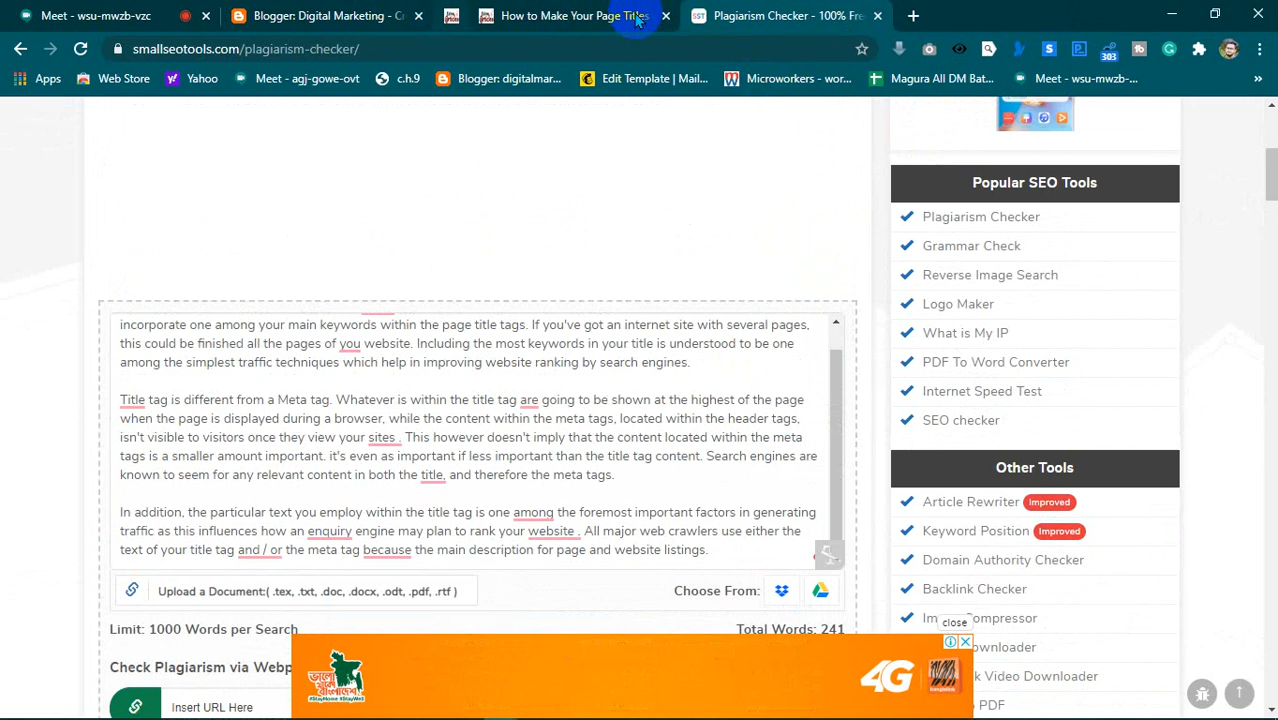 Meet - wsu-mwzb-vzc
Blogger: Digital Marketing - Cr
How to Make Your Page Titles
SST
Plagiarism Checker - 100% Fre
smallseotools.com/plagiarism-checker/
303
Apps
Web Store
Yahoo
Meet - agj-gowe-ovt
c.h.9
Blogger: digitalmar...
Edit Template | Mail...
Microworkers - wor...
Magura All DM Bat...
Meet - wsu-mwzb-...
»
Popular SEO Tools
Plagiarism Checker
Grammar Check
Reverse Image Search
Logo Maker
What is My IP
PDF To Word Converter
Internet Speed Test
SEO checker
Other Tools
Article Rewriter Improved
Keyword Position Improved
Domain Authority Checker
Backlink Checker
Compressor
close
PDF
incorporate one among your main keywords within the page title tags. If you've got an internet site with several pages,
this could be finished all the pages of you website. Including the most keywords in your title is understood to be one
among the simplest traffic techniques which help in improving website ranking by search engines.
Title tag is different from a Meta tag. Whatever is within the title tag are going to be shown at the highest of the page
when the page is displayed during a browser, while the content within the meta tags, located within the header tags,
isn't visible to visitors once they view your sites . This however doesn't imply that the content located within the meta
tags is a smaller amount important. it's even as important if less important than the title tag content. Search engines are
known to seem for any relevant content in both the title, and therefore the meta tags.
In addition, the particular text you enter within the title tag is one among the foremost important factors in generating
traffic as this influences how an enquiry engine may plan to rank your website . All major web crawlers use either the
text of your title tag and / or the meta tag because the main description for page and website listings.
Upload a Document:( .tex, .txt, .doc, .docx, .odt, .pdf, .rtf )
Choose From:
Limit: 1000 Words per Search
Total Words: 241
Check Plagiarism via Webp
Insert URL Here
Video Downloader
4G
banglalink
#StayHome #StayWell